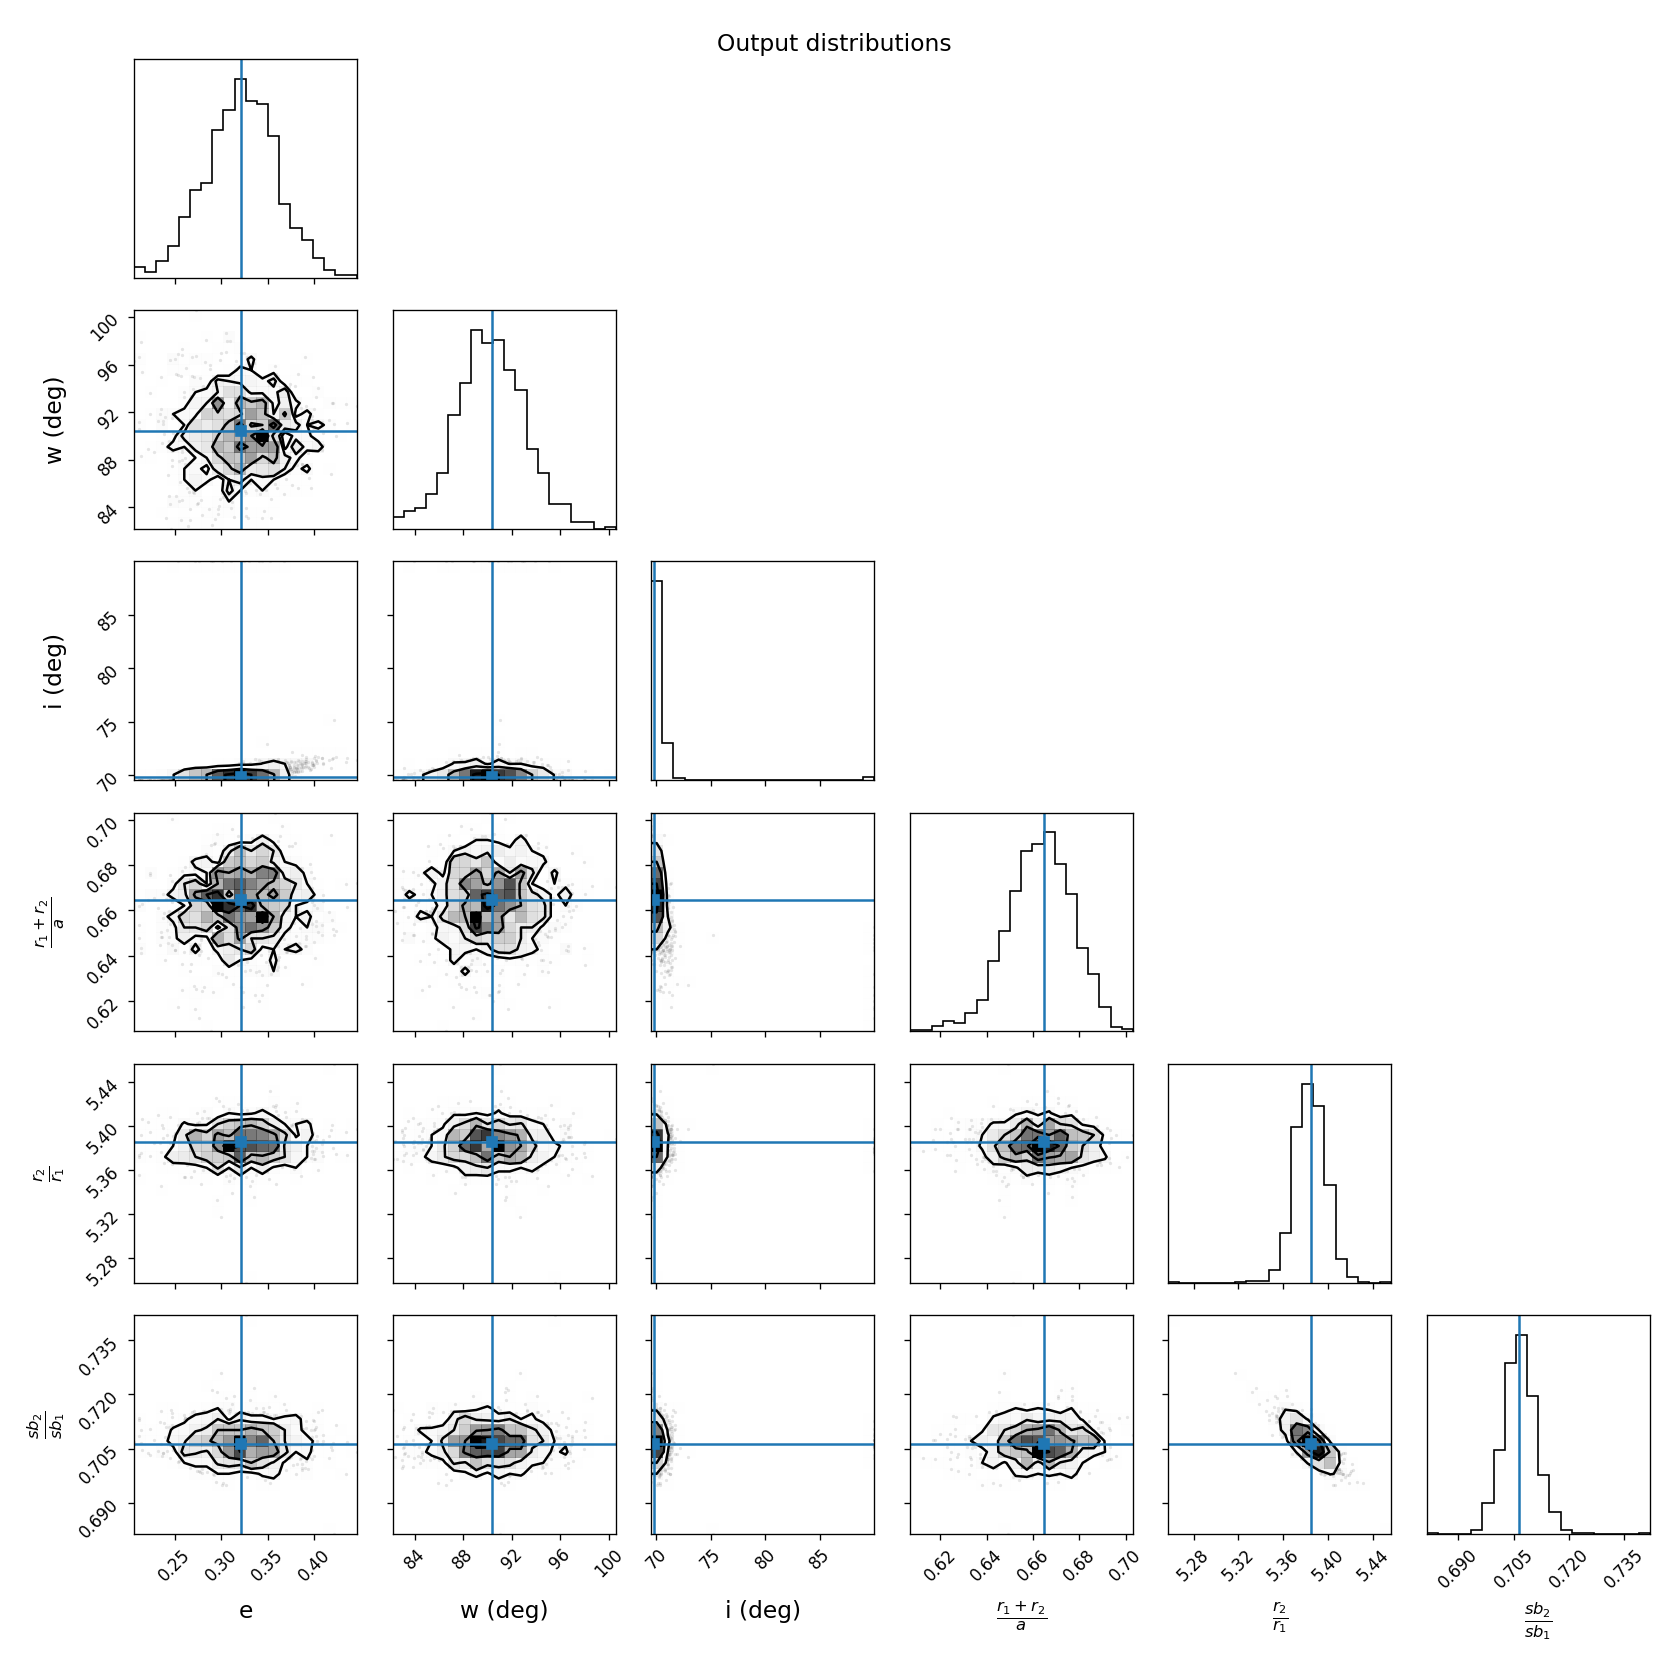 Output distributions
100
96
92
88
84
w (deg)
85
80
75
70
i (deg)
0.70
0.68
0.66
0.64
0.62
r₁ + r₂
a
5.44
5.40
5.36
5.32
5.28
r₂
r₁
0.735
0.720
0.705
0.690
sb₂
sb₁
0.25 0.30 0.35 0.40
84 88 92 96 100
70 75 80 85
0.62 0.64 0.66 0.68 0.70
5.28 5.32 5.36 5.40 5.44
0.690 0.705 0.720 0.735
e
w (deg)
i (deg)
r₁ + r₂
a
r₂
r₁
sb₂
sb₁